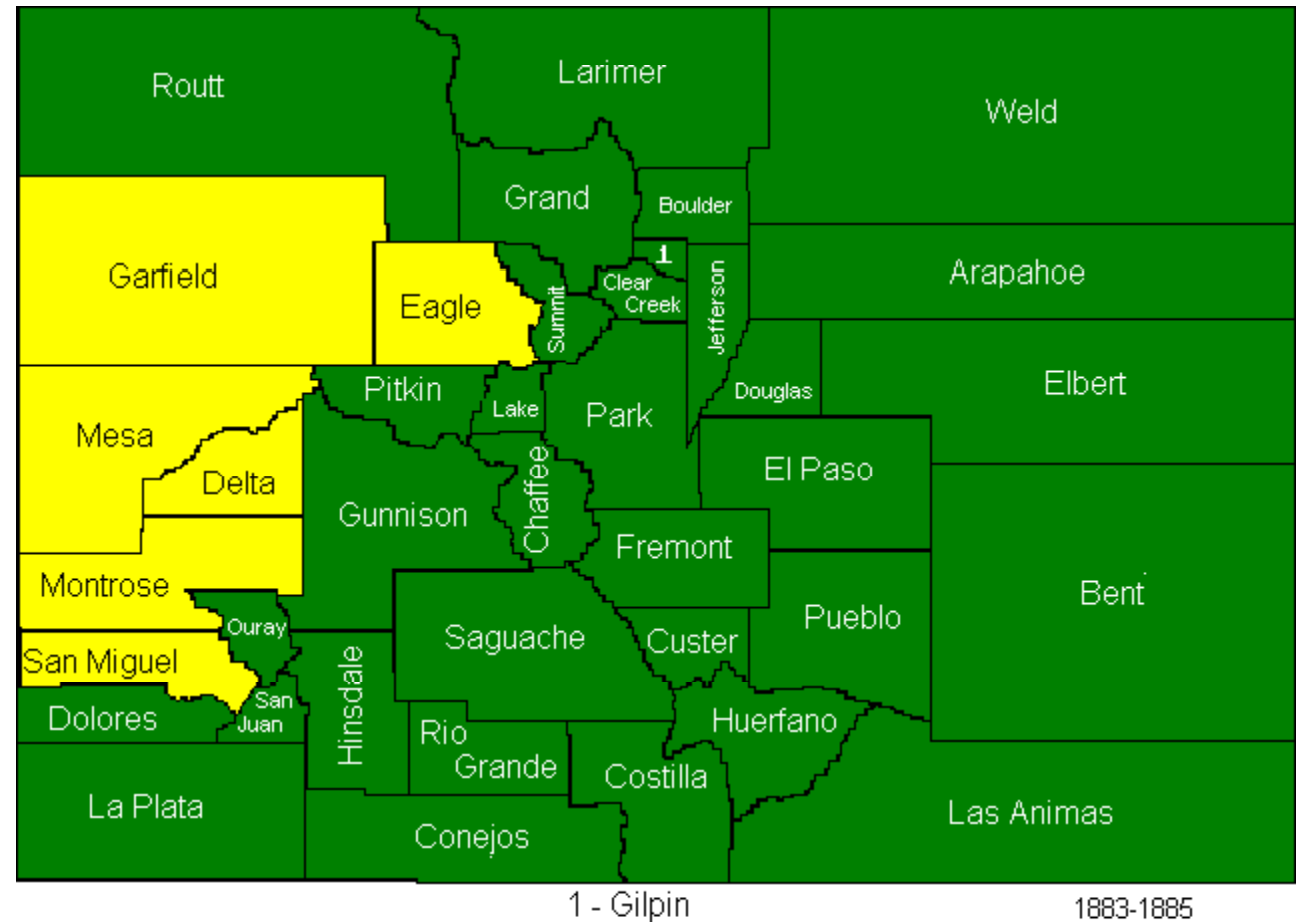 Routt
Larimer
Weld
Grand
Boulder
1
Garfield
Eagle
Summit
Clear
Creek
Jefferson
Arapahoe
Pitkin
Lake
Park
Douglas
Elbert
Mesa
Delta
Gunnison
Chaffee
El Paso
Fremont
Montrose
Bent
Ouray
Saguache
Custer
Pueblo
San Miguel
Hinsdale
San
Juan
Dolores
Huerfano
Rio
Grande
Costilla
La Plata
Conejos
Las Animas
1 - Gilpin
1883-1885